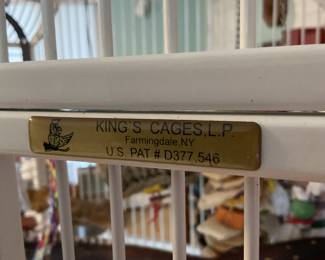 KING'S CAGES, L.P.
Farmingdale, NY
U.S. PAT # D377,546